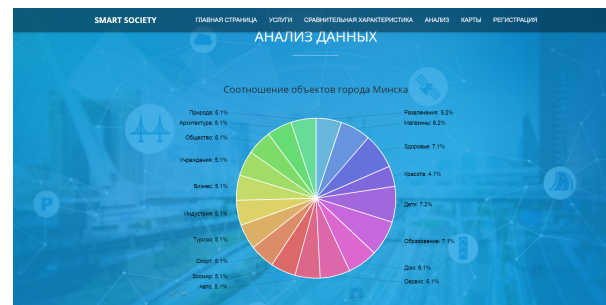 SMART SOCIETY
ГЛАВНАЯ СТРАНИЦА УСЛУГИ СРАВНИТЕЛЬНАЯ ХАРАКТЕРИСТИКА АНАЛИЗ КАРТЫ РЕГИСТРАЦИЯ
АНАЛИЗ ДАННЫХ
Соотношение объектов города Минска
Природа: 5.1%
Архитектура: 5.1%
Общество: 5.1%
Учреждения: 5.1%
Бизнес: 5.1%
Индустрия: 5.1%
Туризм: 5.1%
Спорт: 5.1%
Зоомир: 5.1%
Авто: 5.1%
Развлечения: 5.2%
Магазины: 6.2%
Здоровье: 7.1%
Красота: 4.1%
Дети: 7.2%
Образование: 7.1%
Дом: 6.1%
Сервис: 6.1%
P